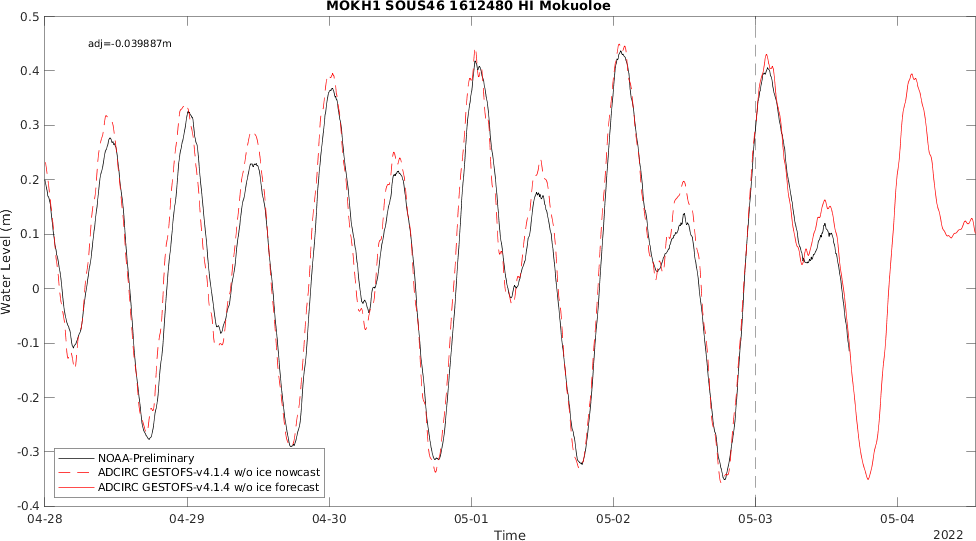 MOKH1 SOUS46 1612480 HI Mokuoloe
0.5
adj=-0.039887m
0.4
0.3
0.2
0.1
0
-0.1
-0.2
-0.3
-0.4
Water Level (m)
NOAA-Preliminary
ADCIRC GESTOFS-v4.1.4 w/o ice nowcast
ADCIRC GESTOFS-v4.1.4 w/o ice forecast
04-28 04-29 04-30 05-01 05-02 05-03 05-04
Time
2022